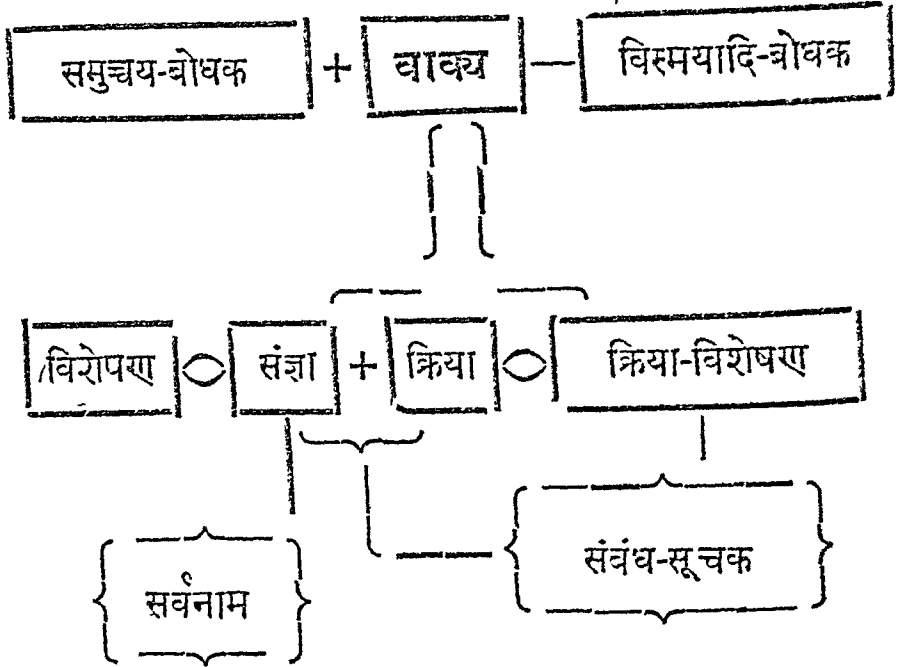 समुच्चय-बोधक + वाक्य — विस्मयादि-बोधक
विशेषण संज्ञा + क्रिया क्रिया-विशेषण
संबंध-सूचक
सर्वनाम